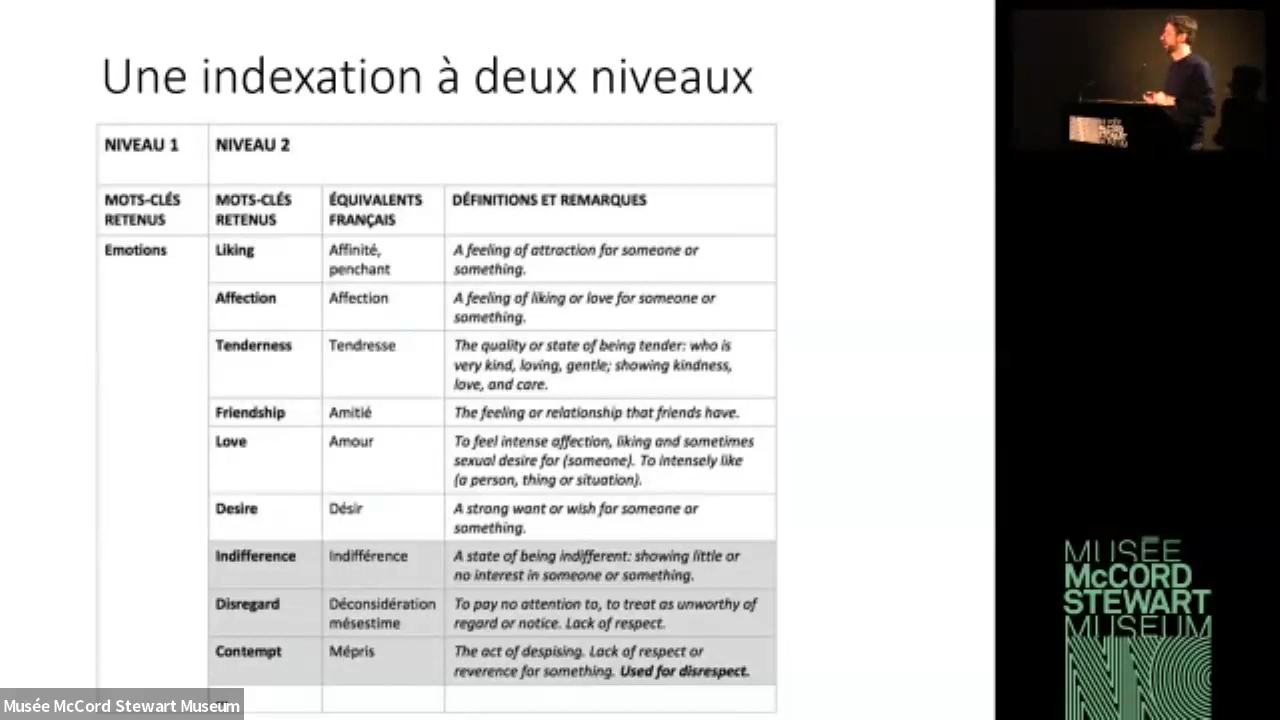 Une indexation à deux niveaux
NIVEAU 1
NIVEAU 2
MOTS-CLÉS
RETENUS
MOTS-CLÉS
RETENUS
ÉQUIVALENTS
FRANÇAIS
DÉFINITIONS ET REMARQUES
Emotions
Liking
Affinité,
penchant
A feeling of attraction for someone or
something.
Affection
Affection
A feeling of liking or love for someone or
something.
Tenderness
Tendresse
The quality or state of being tender: who is
very kind, loving, gentle; showing kindness,
love, and care.
Friendship
Amitié
The feeling or relationship that friends have.
Love
Amour
To feel intense affection, liking and sometimes
sexual desire for (someone). To intensely like
(a person, thing or situation).
Desire
Désir
A strong want or wish for someone or
something.
Indifference
Indifférence
A state of being indifferent: showing little or
no interest in someone or something.
Disregard
Déconsidération
mésestime
To pay no attention to, to treat as unworthy of
regard or notice. Lack of respect.
Contempt
Mépris
The act of despising. Lack of respect or
reverence for something. Used for disrespect.
Musée McCord Stewart Museum
MUSÉE
McCORD
STEWART
MUSEUM